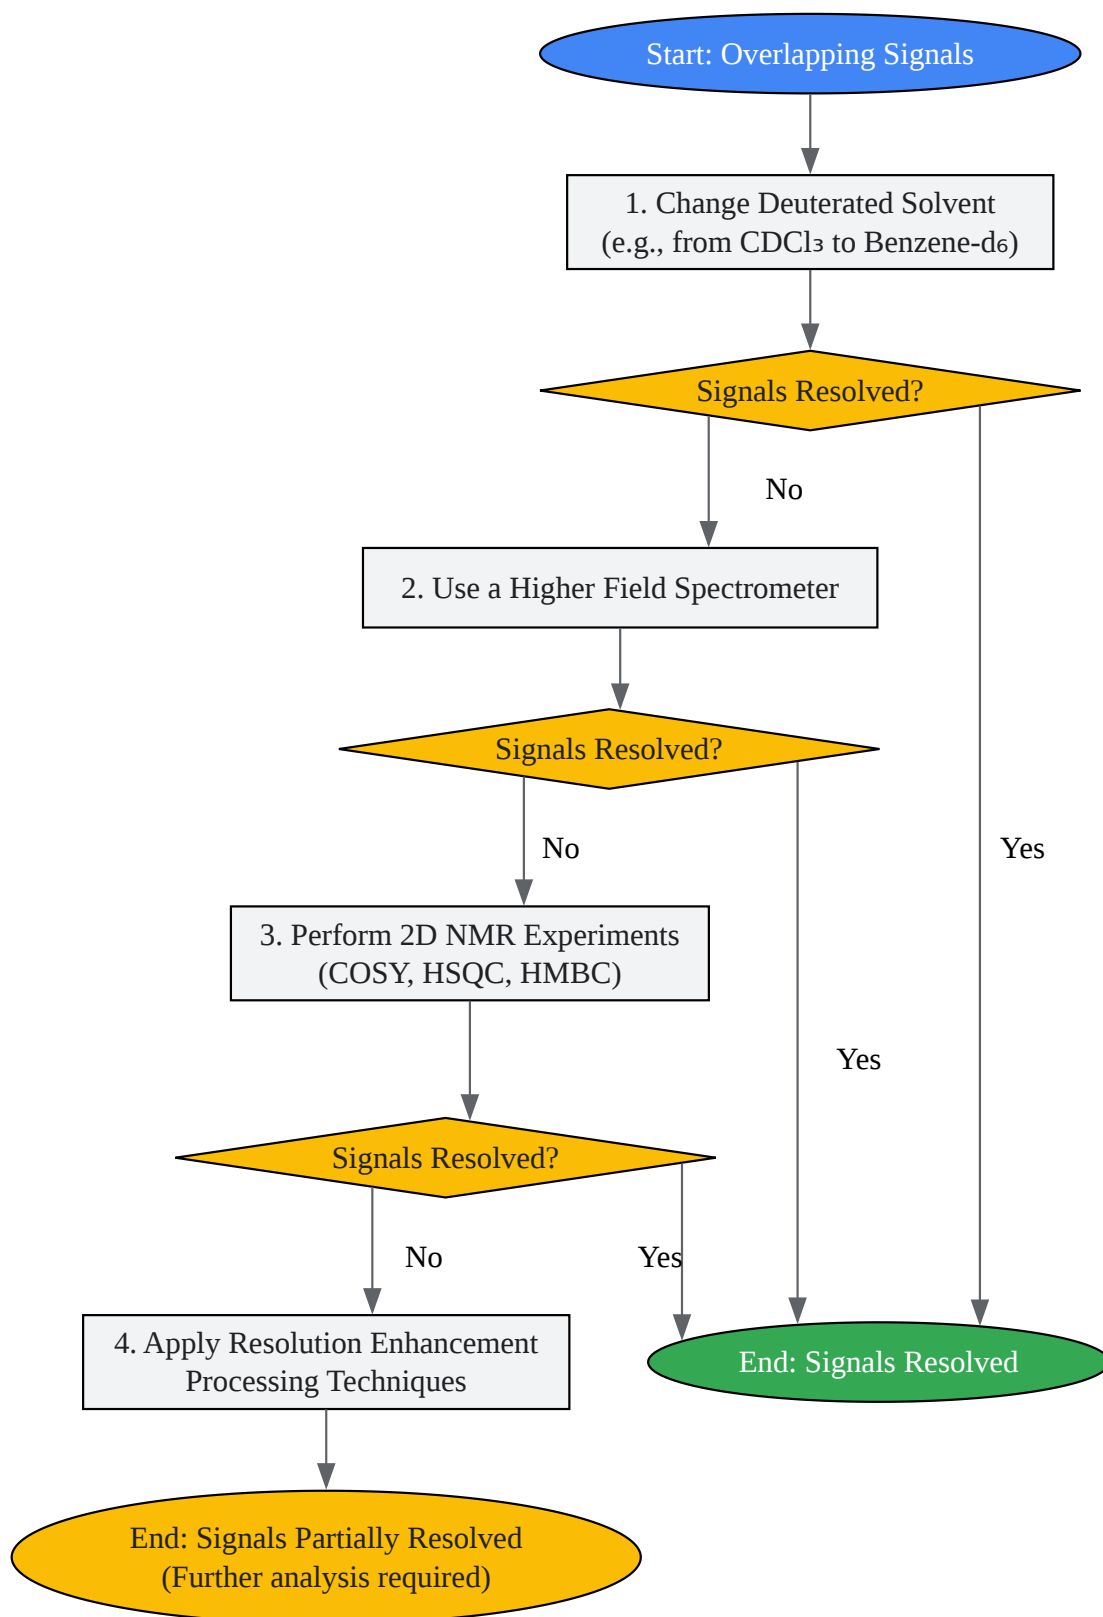 Start: Overlapping Signals
1. Change Deuterated Solvent
(e.g., from CDCl₃ to Benzene-d₆)
Signals Resolved?
No
2. Use a Higher Field Spectrometer
Signals Resolved?
No
Yes
3. Perform 2D NMR Experiments
(COSY, HSQC, HMBC)
Yes
Signals Resolved?
No
Yes
4. Apply Resolution Enhancement
Processing Techniques
End: Signals Resolved
End: Signals Partially Resolved
(Further analysis required)